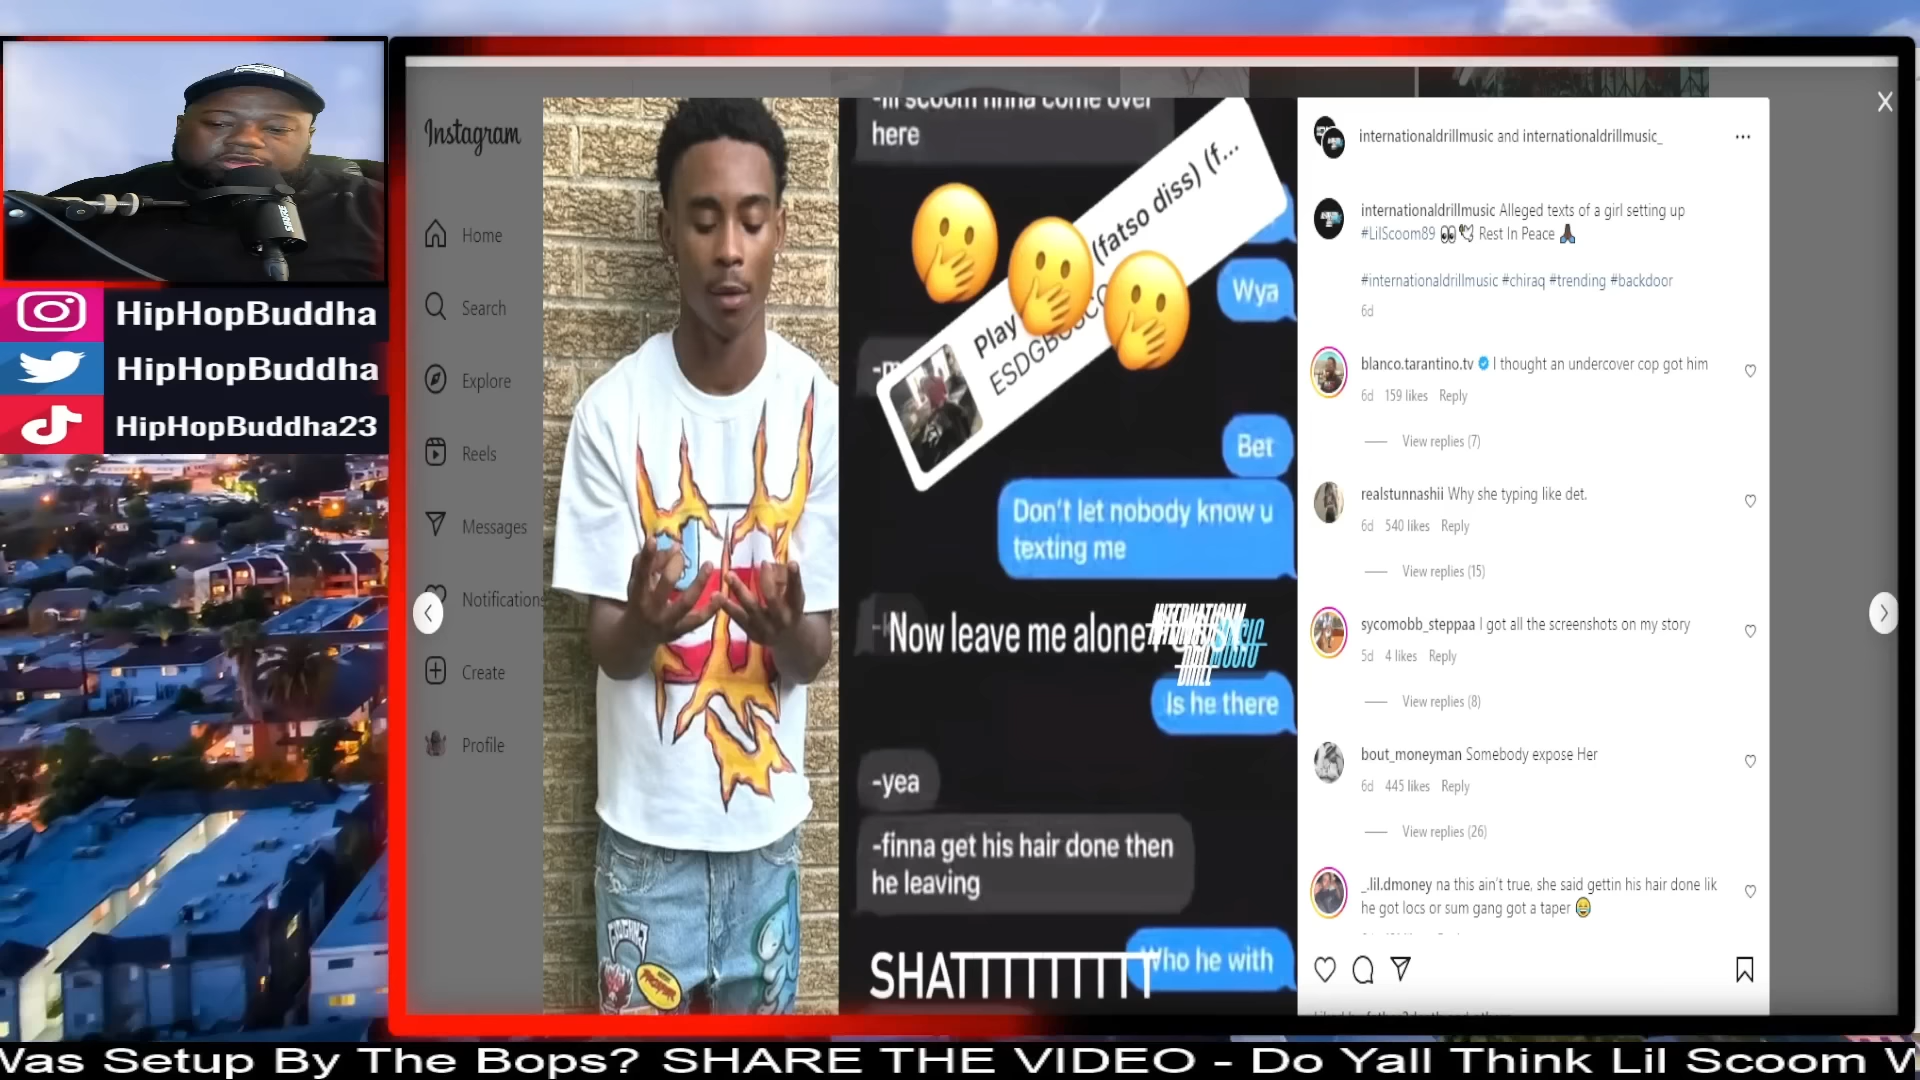 HipHopBuddha
HipHopBuddha
HipHopBuddha23
Instagram
Home
Search
Explore
Reels
Messages
Notifications
Create
Profile
-lil scoom finna come over
here
Play
(fatso diss) (f...
Wya
Bet
Don't let nobody know u
texting me
Now leave me alone
Is he there
-yea
-finna get his hair done then
he leaving
Who he with
SHATTTTTTTTT
internationaldrillmusic and internationaldrillmusic_
internationaldrillmusic Alleged texts of a girl setting up
#LilScoom89 👀🕊 Rest In Peace 🙏🏿
#internationaldrillmusic #chiraq #trending #backdoor
6d
blanco.tarantino.tv I thought an undercover cop got him
6d 159 likes Reply
View replies (7)
realstunnashii Why she typing like det.
6d 540 likes Reply
View replies (15)
sycomobb_steppaa I got all the screenshots on my story
5d 4 likes Reply
View replies (8)
bout_moneyman Somebody expose Her
6d 445 likes Reply
View replies (26)
_.lil.dmoney na this ain't true, she said gettin his hair done lik
he got locs or sum gang got a taper 😂
Was Setup By The Bops? SHARE THE VIDEO - Do Yall Think Lil Scoom W